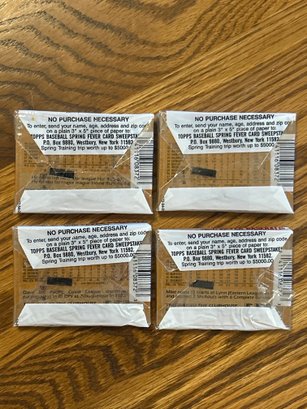 NO PURCHASE NECESSARY
To enter, send your name, age, address and zip code
on a plain 3" x 5" piece of paper to:
TOPPS BASEBALL SPRING FEVER CARD SWEEPSTAKES
P.O. Box 9880, Westbury, New York 11592.
Spring Training trip worth up to $5000.00
NO PURCHASE NECESSARY
To enter, send your name, age, address and zip code
on a plain 3" x 5" piece of paper to:
TOPPS BASEBALL SPRING FEVER CARD SWEEPSTAKES
P.O. Box 9880, Westbury, New York 11592.
Spring Training trip worth up to $5000.
NO PURCHASE NECESSARY
To enter, send your name, age, address and zip code
on a plain 3" x 5" piece of paper to:
TOPPS BASEBALL SPRING FEVER CARD SWEEPSTAKES
P.O. Box 9880, Westbury, New York 11592.
Spring Training trip worth up to $5000.00
NO PURCHASE NECESSARY
To enter, send your name, age, address and zip code
on a plain 3" x 5" piece of paper to:
TOPPS BASEBALL SPRING FEVER CARD SWEEPSTAKES
P.O. Box 9880, Westbury, New York 11592.
Spring Training trip worth up to $5000.00